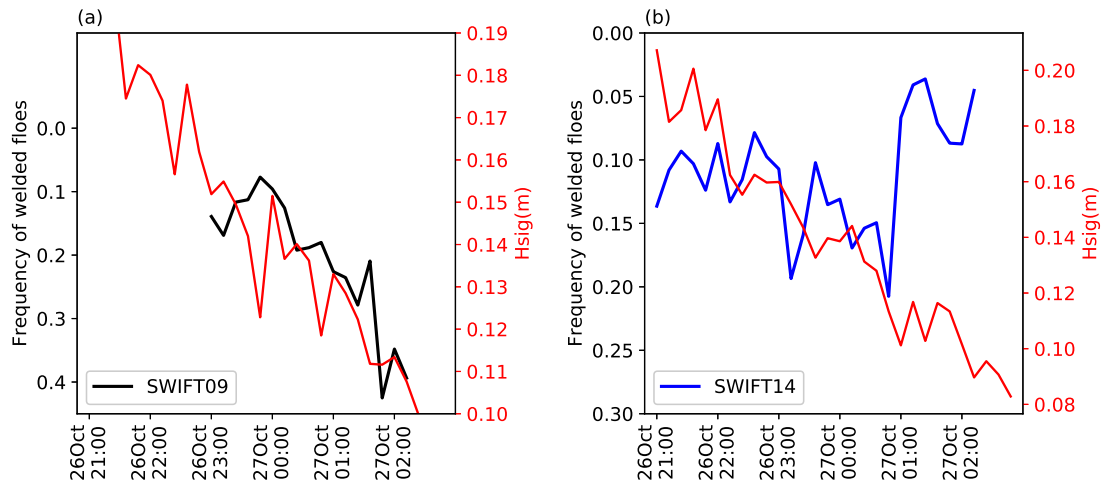 (a)
Frequency of welded floes
0.0
0.1
0.2
0.3
0.4
0.19
0.18
0.17
0.16
0.15
0.14
0.13
0.12
0.11
0.10
Hsig(m)
SWIFT09
26Oct 21:00
26Oct 22:00
26Oct 23:00
27Oct 00:00
27Oct 01:00
27Oct 02:00
(b)
Frequency of welded floes
0.00
0.05
0.10
0.15
0.20
0.25
0.30
0.20
0.18
0.16
0.14
0.12
0.10
0.08
Hsig(m)
SWIFT14
26Oct 21:00
26Oct 22:00
26Oct 23:00
27Oct 00:00
27Oct 01:00
27Oct 02:00